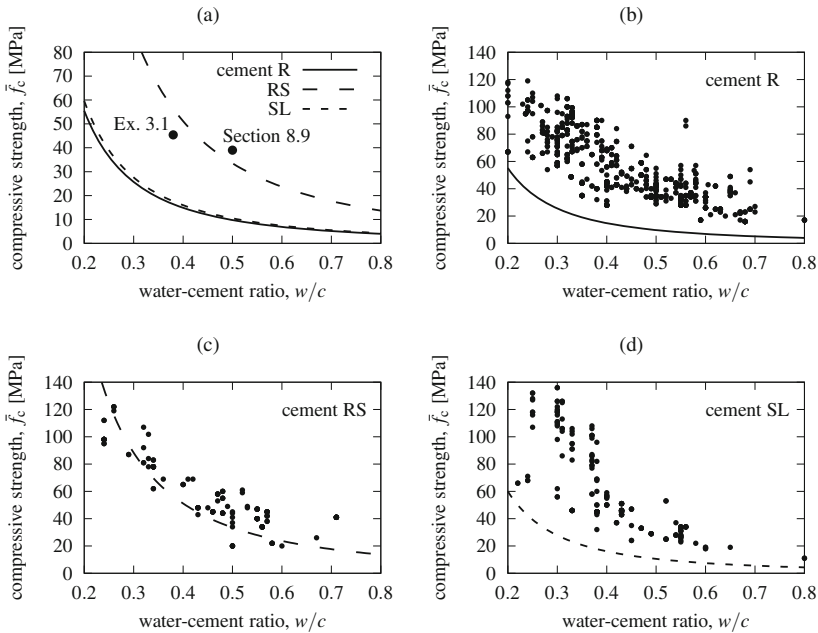 (a)
compressive strength, f̄c [MPa]
80
70
60
50
40
30
20
10
0
cement R
RS
SL
Ex. 3.1
Section 8.9
0.2 0.3 0.4 0.5 0.6 0.7 0.8
water-cement ratio, w/c
(b)
compressive strength, f̄c [MPa]
140
120
100
80
60
40
20
0
cement R
0.2 0.3 0.4 0.5 0.6 0.7 0.8
water-cement ratio, w/c
(c)
compressive strength, f̄c [MPa]
140
120
100
80
60
40
20
0
cement RS
0.2 0.3 0.4 0.5 0.6 0.7 0.8
water-cement ratio, w/c
(d)
compressive strength, f̄c [MPa]
140
120
100
80
60
40
20
0
cement SL
0.2 0.3 0.4 0.5 0.6 0.7 0.8
water-cement ratio, w/c